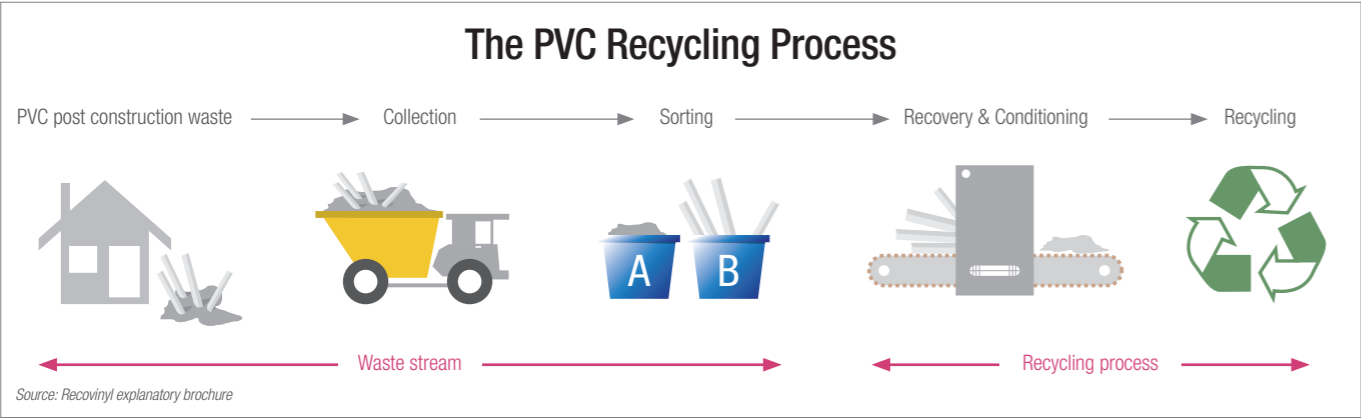 The PVC Recycling Process
PVC post construction waste
Collection
Sorting
Recovery & Conditioning
Recycling
A
B
Waste stream
Recycling process
Source: Recovinyl explanatory brochure